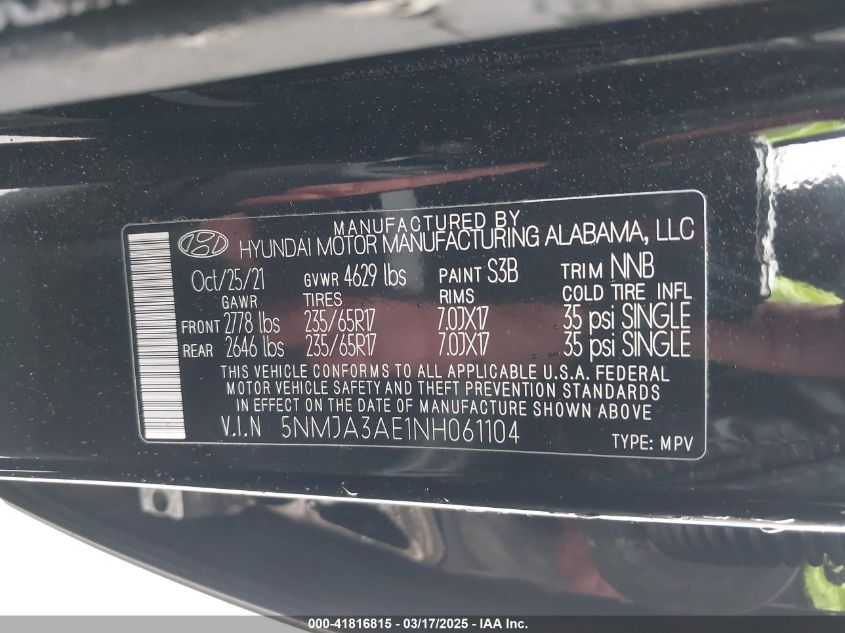 MANUFACTURED BY
HYUNDAI MOTOR MANUFACTURING ALABAMA, LLC
Oct/25/21 GVWR 4629 lbs PAINT S3B TRIM NNB
GAWR TIRES RIMS COLD TIRE INFL
FRONT 2778 lbs 235/65R17 7.0JX17 35 psi SINGLE
REAR 2646 lbs 235/65R17 7.0JX17 35 psi SINGLE
THIS VEHICLE CONFORMS TO ALL APPLICABLE U.S.A. FEDERAL
MOTOR VEHICLE SAFETY AND THEFT PREVENTION STANDARDS
IN EFFECT ON THE DATE OF MANUFACTURE SHOWN ABOVE
V.I.N 5NMJA3AE1NH061104 TYPE: MPV
000-41816815 - 03/17/2025 - IAA Inc.